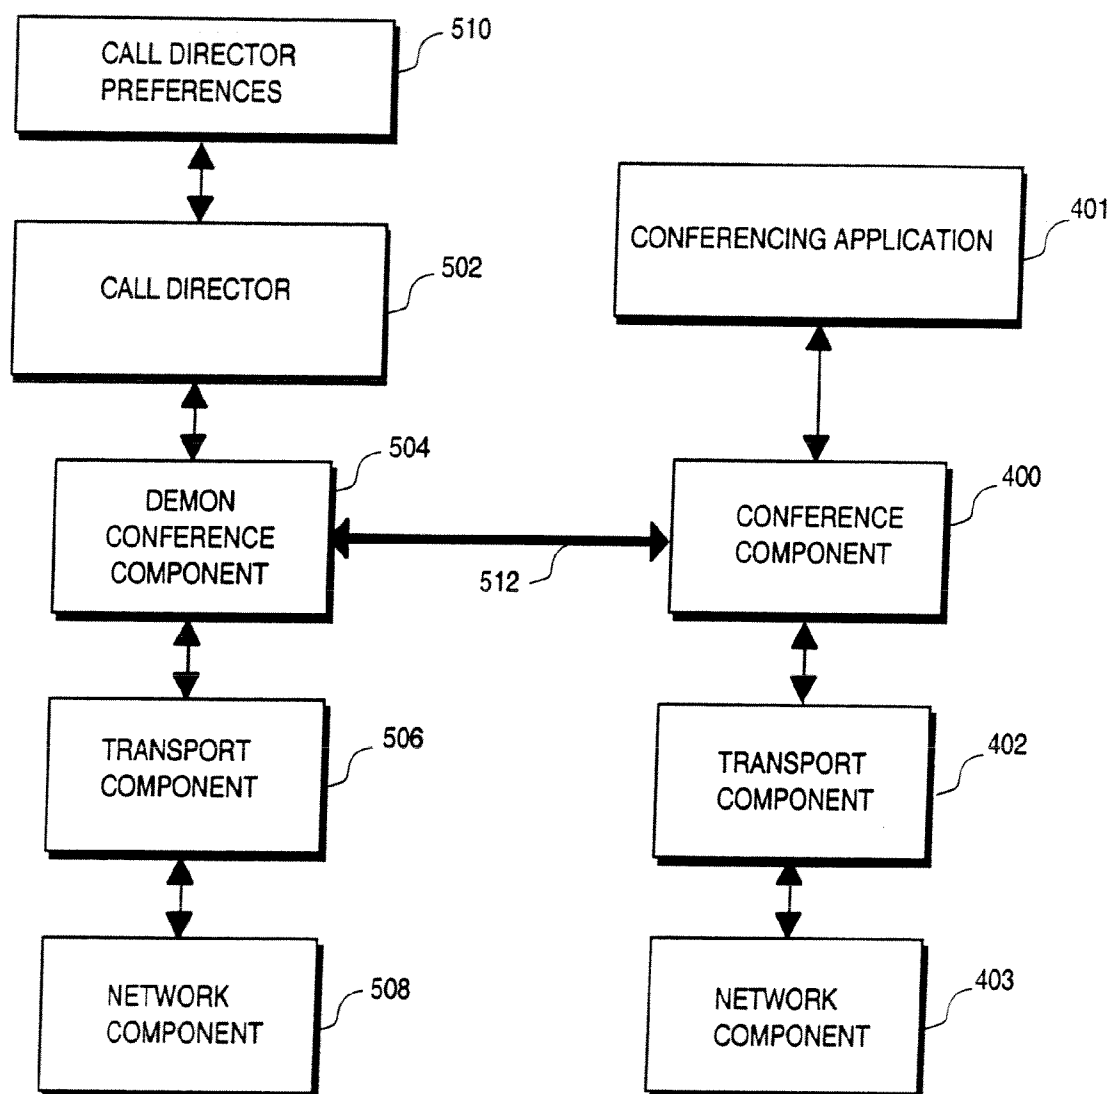 CALL DIRECTOR
PREFERENCES
510
CONFERENCING APPLICATION
401
CALL DIRECTOR
502
DEMON
CONFERENCE
COMPONENT
504
CONFERENCE
COMPONENT
400
512
TRANSPORT
COMPONENT
506
TRANSPORT
COMPONENT
402
NETWORK
COMPONENT
508
NETWORK
COMPONENT
403